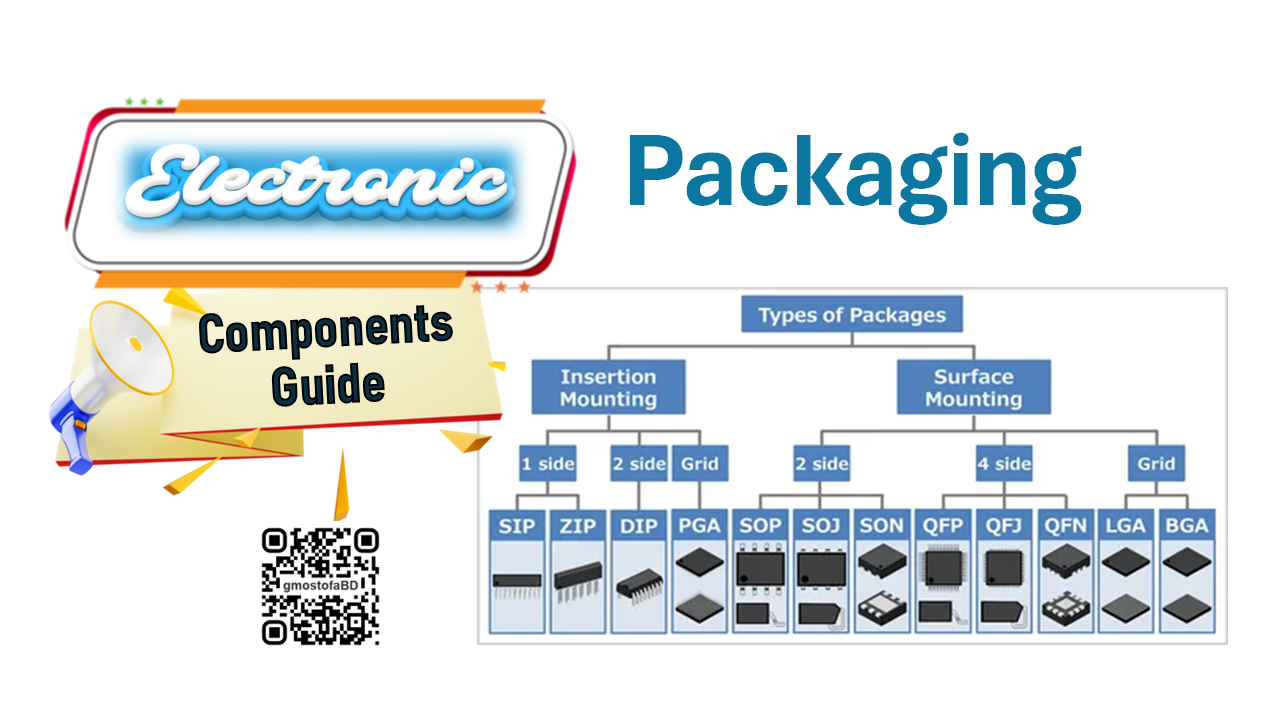 Electronic
Packaging
Components
Guide
Types of Packages
Insertion
Mounting
Surface
Mounting
1 side
2 side
Grid
2 side
4 side
Grid
SIP
ZIP
DIP
PGA
SOP
SOJ
SON
QFP
QFJ
QFN
LGA
BGA
gmostofaBD